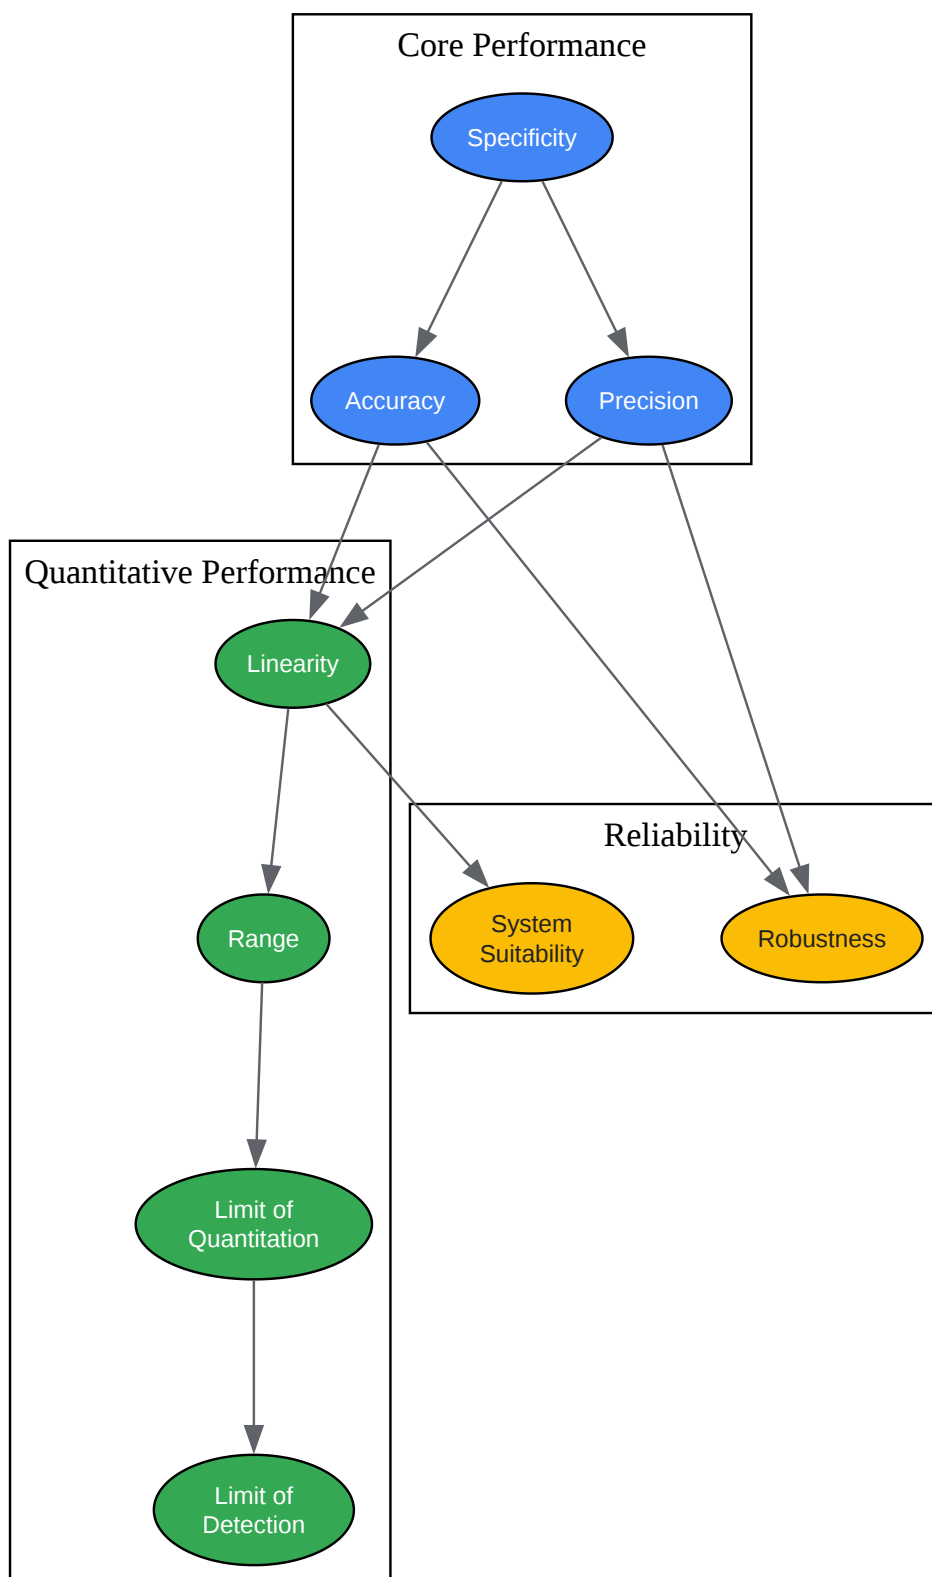 Core Performance
Specificity
Accuracy
Precision
Quantitative Performance
Linearity
Reliability
Range
System
Suitability
Robustness
Limit of
Quantitation
Limit of
Detection